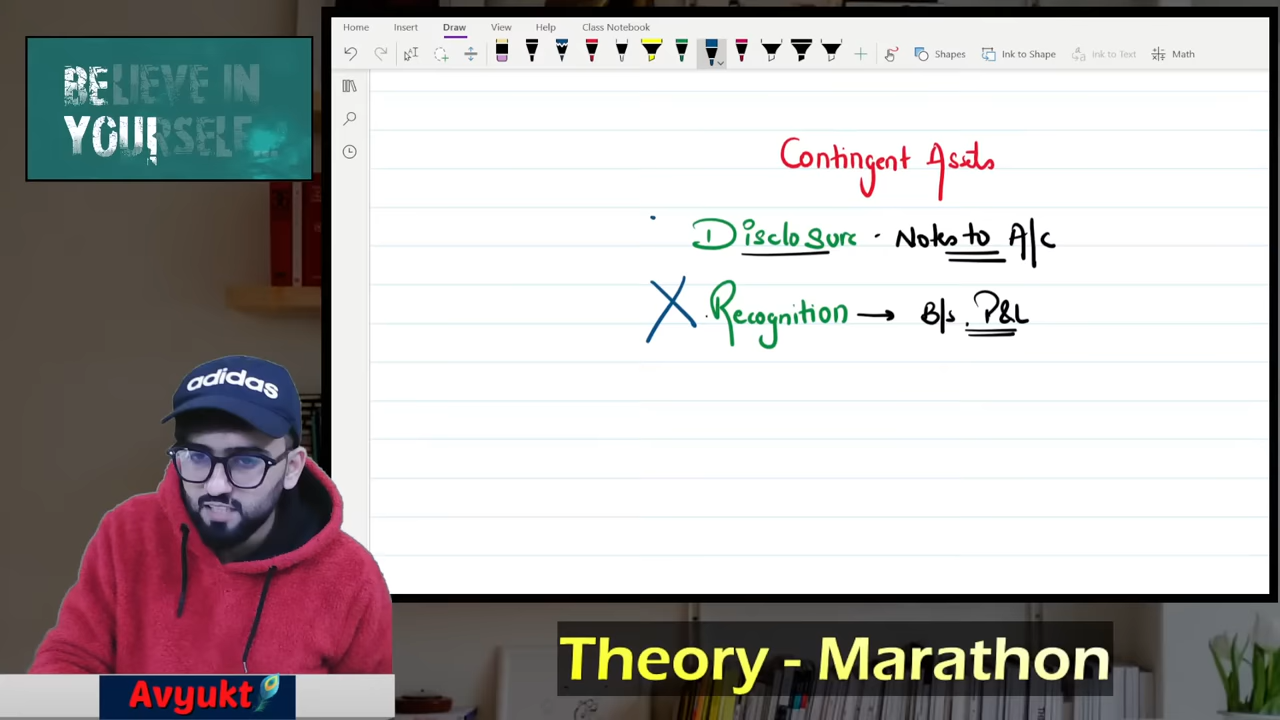 Home Insert Draw View Help Class Notebook
BELIEVE IN
YOURSELF...
Shapes Ink to Shape Ink to Text Math
Contingent Assets
Disclosure - Notes to A/c
X Recognition → B/s. P&L
adidas
Theory - Marathon
Avyukt